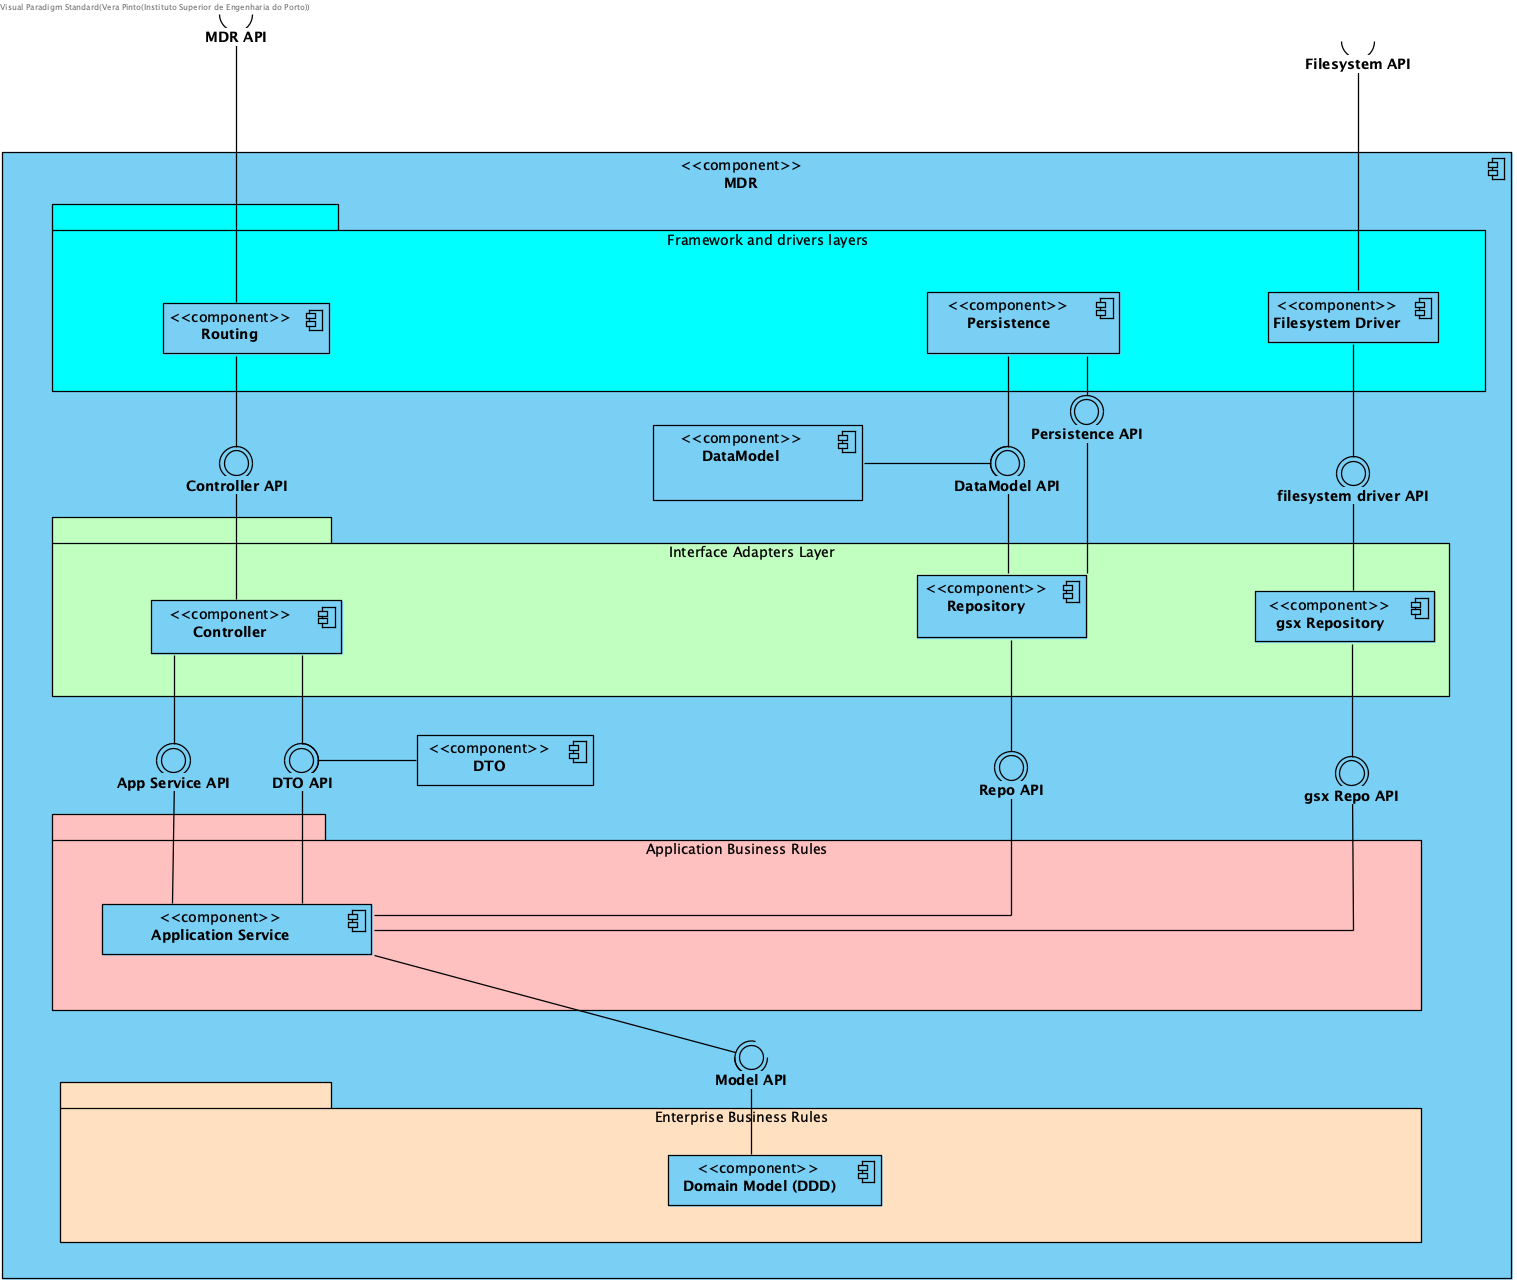 Visual Paradigm Standard(Vera Pinto(Instituto Superior de Engenharia do Porto))
MDR API
Filesystem API
<<component>>
MDR
Framework and drivers layers
<<component>>
Routing
<<component>>
Persistence
<<component>>
Filesystem Driver
Persistence API
<<component>>
DataModel
Controller API
DataModel API
filesystem driver API
Interface Adapters Layer
<<component>>
Controller
<<component>>
Repository
<<component>>
gsx Repository
<<component>>
DTO
App Service API
DTO API
Repo API
gsx Repo API
Application Business Rules
<<component>>
Application Service
Model API
Enterprise Business Rules
<<component>>
Domain Model (DDD)